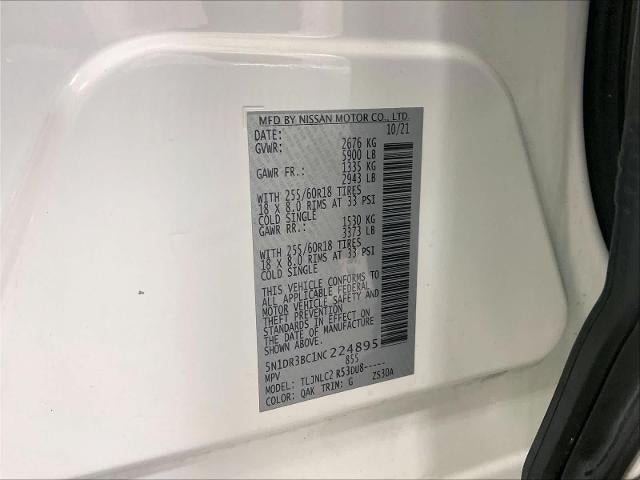 MFD BY NISSAN MOTOR CO., LTD.
DATE: 10/21
GVWR: 2676 KG
5900 LB
GAWR FR.: 1335 KG
2943 LB
WITH 255/60R18 TIRES
18 X 8.0 RIMS AT 33 PSI
COLD SINGLE
GAWR RR.: 1530 KG
3373 LB
WITH 255/60R18 TIRES
18 X 8.0 RIMS AT 33 PSI
COLD SINGLE
THIS VEHICLE CONFORMS TO
ALL APPLICABLE FEDERAL
MOTOR VEHICLE SAFETY AND
THEFT PREVENTION
STANDARDS IN EFFECT ON
THE DATE OF MANUFACTURE
SHOWN ABOVE.
5N1DR3BC1NC224895
MPV 855
MODEL: TLJNLC2 R53DU8-----
COLOR: QAK TRIM: G ZS30A